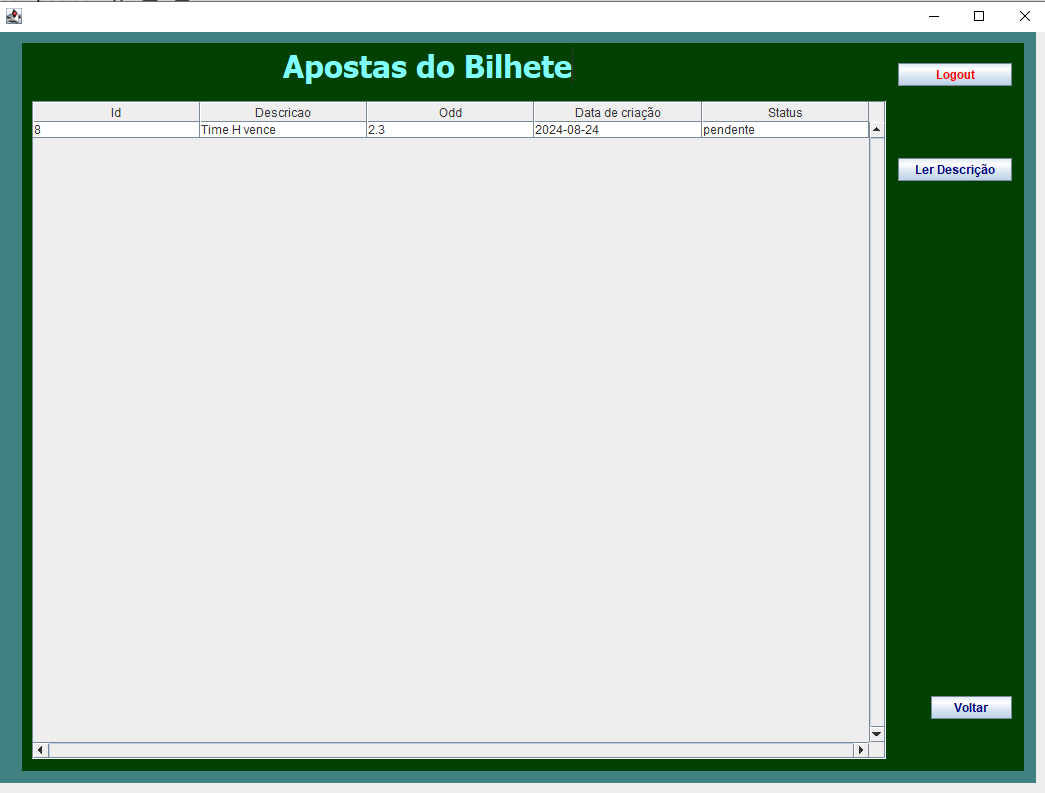 Apostas do Bilhete
Logout
Id Descricao Odd Data de criação Status
8 Time H vence 2.3 2024-08-24 pendente
Ler Descrição
Voltar